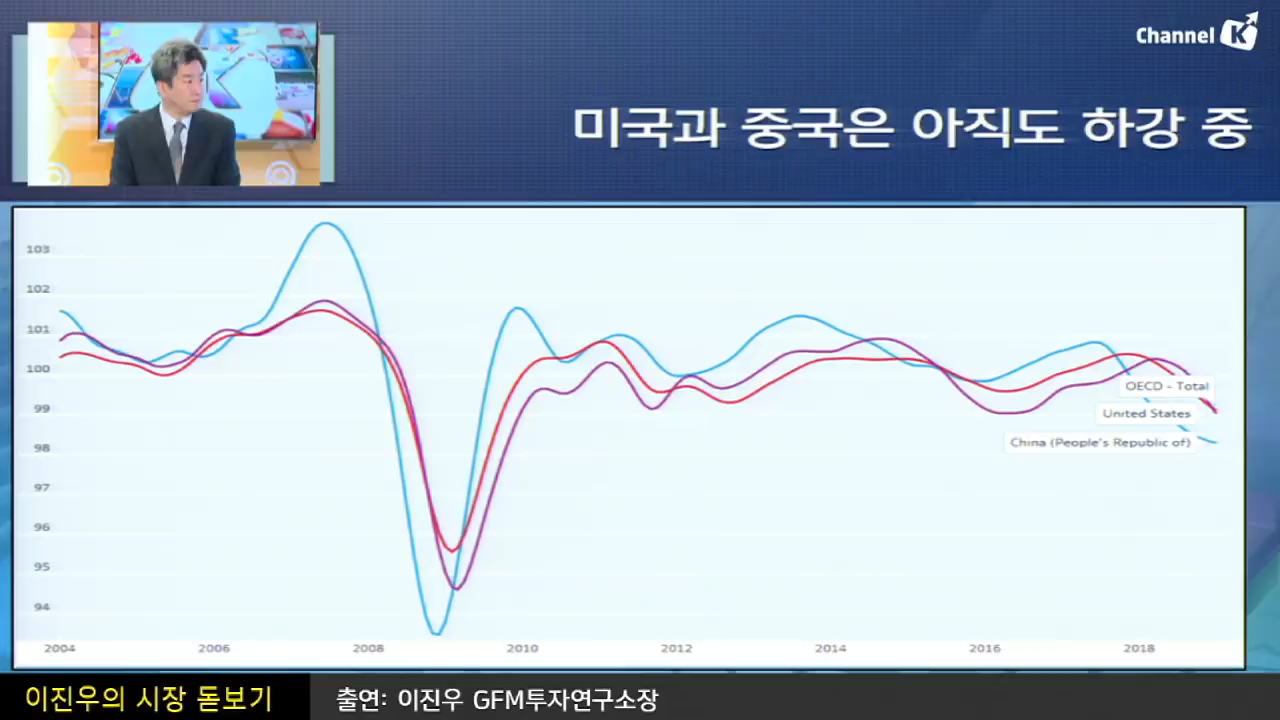 Channel K
미국과 중국은 아직도 하강 중
103
102
101
100
99
98
97
96
95
94
OECD - Total
United States
China (People's Republic of)
2004 2006 2008 2010 2012 2014 2016 2018
이진우의 시장 돋보기
출연: 이진우 GFM투자연구소장